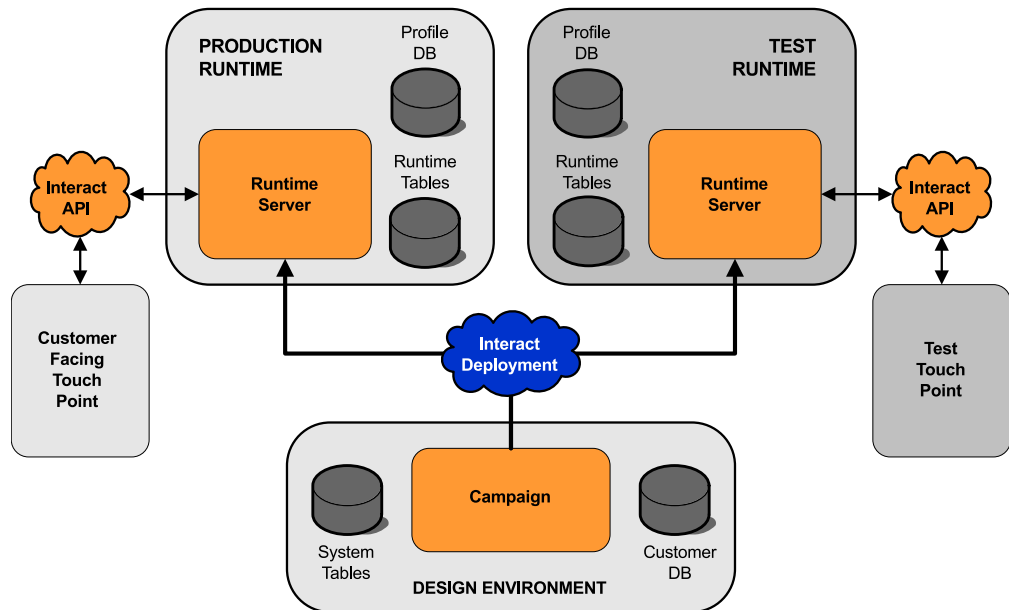 PRODUCTION
RUNTIME
Profile
DB
Runtime
Server
Runtime
Tables
Profile
DB
TEST
RUNTIME
Runtime
Tables
Runtime
Server
Interact
API
Interact
API
Customer
Facing
Touch
Point
Interact
Deployment
Test
Touch
Point
Campaign
System
Tables
Customer
DB
DESIGN ENVIRONMENT